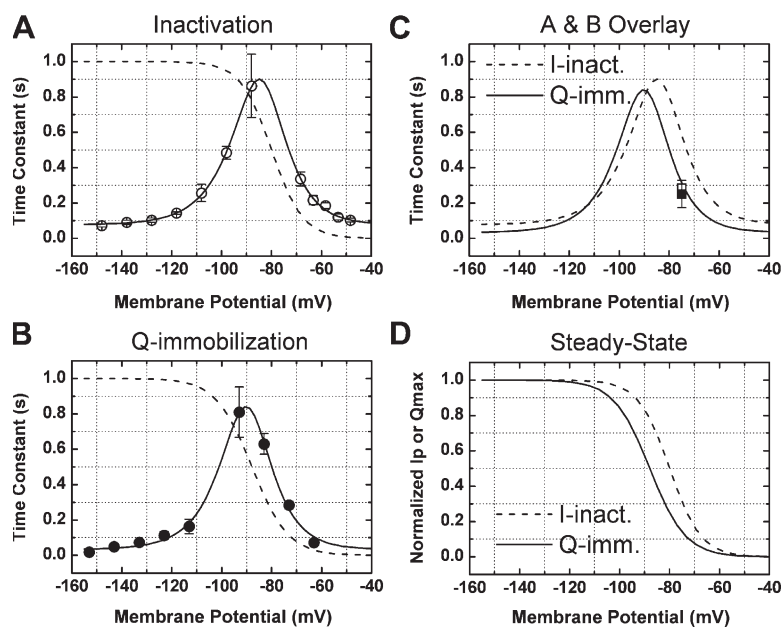 A
Inactivation
Time Constant (s)
1.0
0.8
0.6
0.4
0.2
0.0
-160 -140 -120 -100 -80 -60 -40
Membrane Potential (mV)
B
Q-immobilization
Time Constant (s)
1.0
0.8
0.6
0.4
0.2
0.0
-160 -140 -120 -100 -80 -60 -40
Membrane Potential (mV)
C
A & B Overlay
Time Constant (s)
1.0
0.8
0.6
0.4
0.2
0.0
I-inact.
Q-imm.
-160 -140 -120 -100 -80 -60 -40
Membrane Potential (mV)
D
Steady-State
Normalized Ip or Qmax
1.0
0.8
0.6
0.4
0.2
0.0
I-inact.
Q-imm.
-160 -140 -120 -100 -80 -60 -40
Membrane Potential (mV)